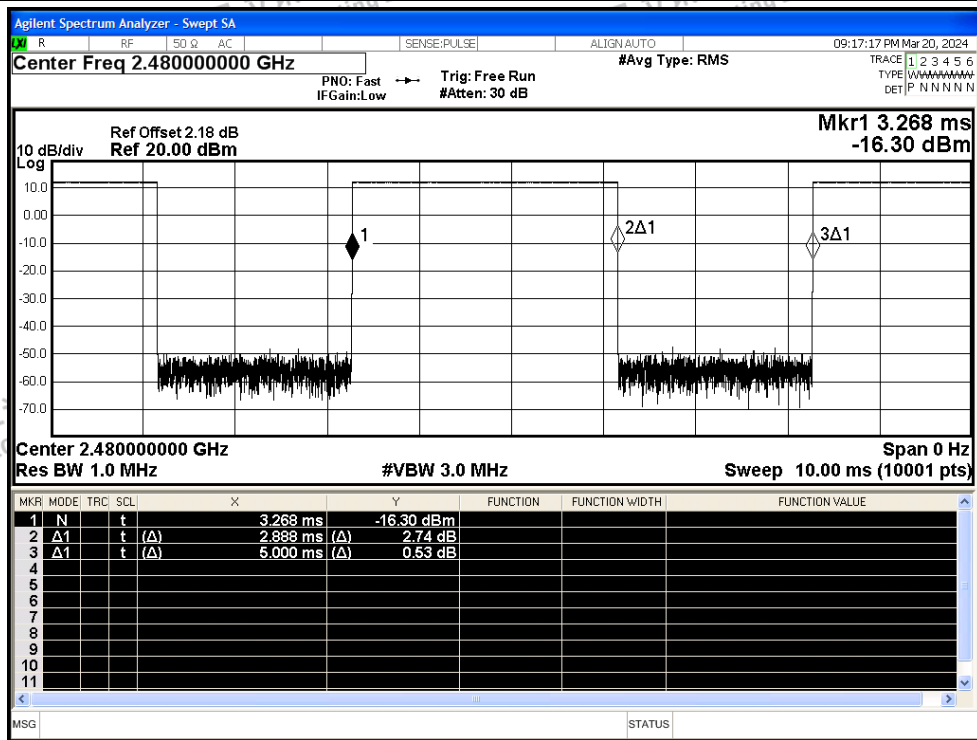 Agilent Spectrum Analyzer - Swept SA
LXI R RF 50 Ω AC SENSE:PULSE ALIGN AUTO 09:17:17 PM Mar 20, 2024
Center Freq 2.480000000 GHz
PNO: Fast
IFGain:Low
Trig: Free Run
#Atten: 30 dB
#Avg Type: RMS
TRACE 1 2 3 4 5 6
TYPE WWWWWW
DET P N N N N N
Mkr1 3.268 ms
-16.30 dBm
Ref Offset 2.18 dB
10 dB/div Ref 20.00 dBm
Log
10.0
0.00
-10.0
-20.0
-30.0
-40.0
-50.0
-60.0
-70.0
1
2Δ1
3Δ1
Center 2.480000000 GHz Span 0 Hz
Res BW 1.0 MHz #VBW 3.0 MHz Sweep 10.00 ms (10001 pts)
MKR MODE TRC SCL X Y FUNCTION FUNCTION WIDTH FUNCTION VALUE
1 N t 3.268 ms -16.30 dBm
2 Δ1 t (Δ) 2.888 ms (Δ) 2.74 dB
3 Δ1 t (Δ) 5.000 ms (Δ) 0.53 dB
4
5
6
7
8
9
10
11
MSG STATUS